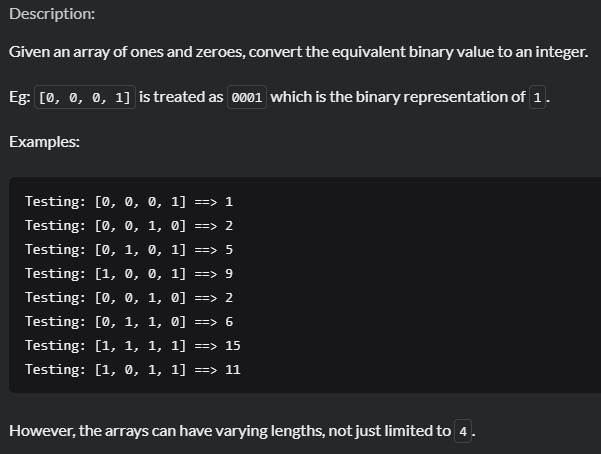 Description:
Given an array of ones and zeroes, convert the equivalent binary value to an integer.
Eg: [0, 0, 0, 1] is treated as 0001 which is the binary representation of 1.
Examples:
Testing: [0, 0, 0, 1] ==> 1
Testing: [0, 0, 1, 0] ==> 2
Testing: [0, 1, 0, 1] ==> 5
Testing: [1, 0, 0, 1] ==> 9
Testing: [0, 0, 1, 0] ==> 2
Testing: [0, 1, 1, 0] ==> 6
Testing: [1, 1, 1, 1] ==> 15
Testing: [1, 0, 1, 1] ==> 11
However, the arrays can have varying lengths, not just limited to 4.